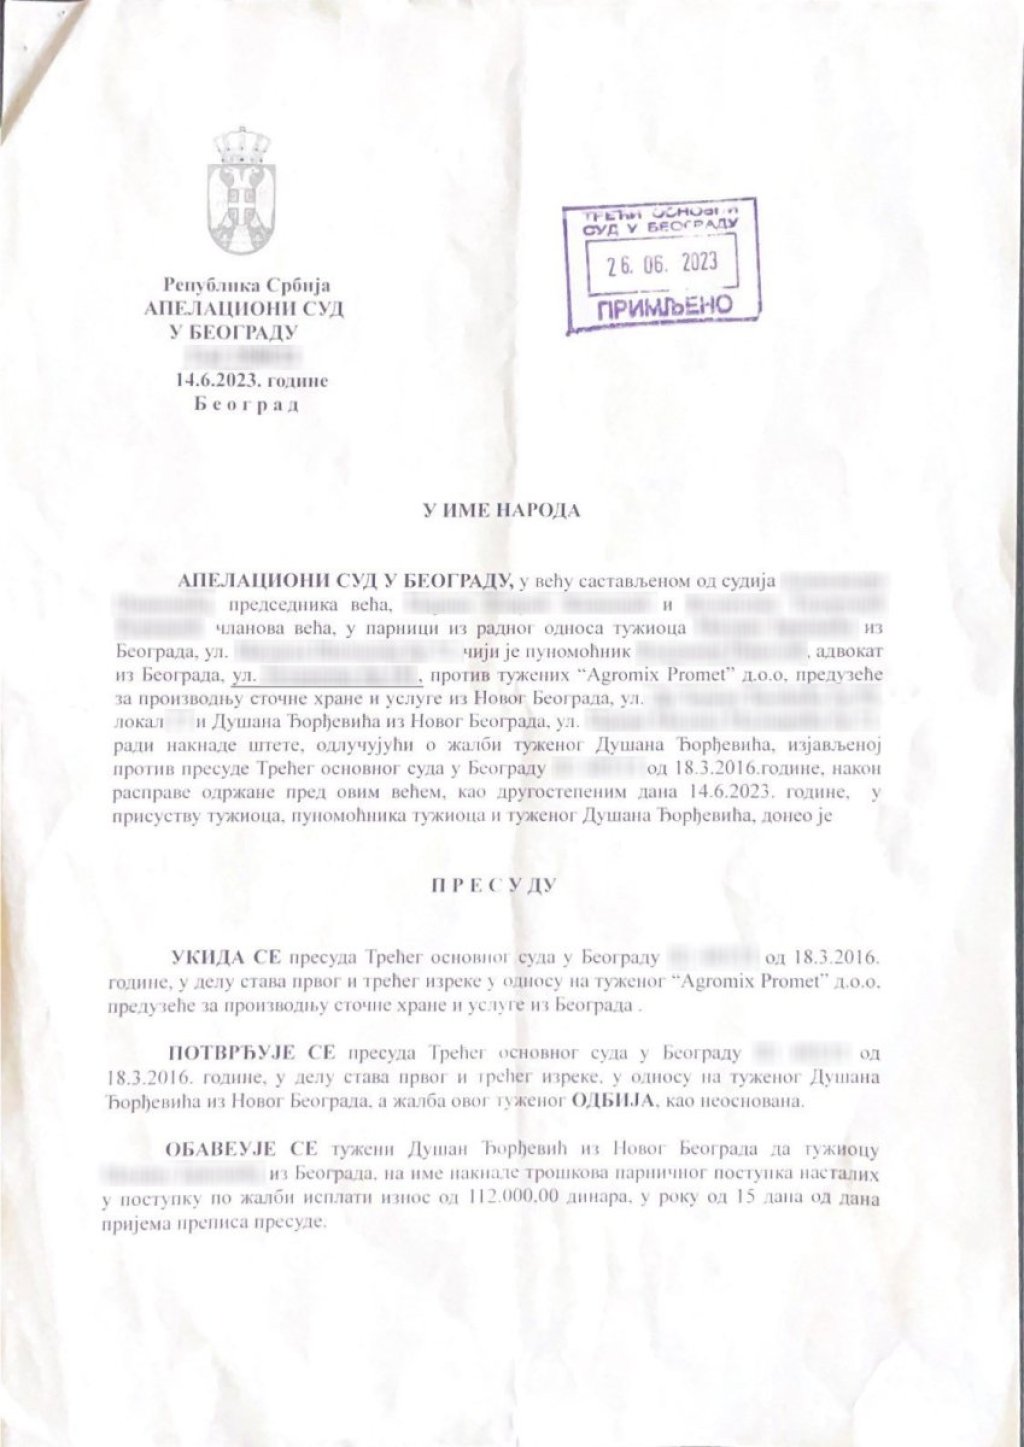 Република Србија
АПЕЛАЦИОНИ СУД
У БЕОГРАДУ
14.6.2023. године
Београд
ТРЕЋИ ОСНОВНИ
СУД У БЕОГРАДУ
26. 06. 2023
ПРИМЉЕНО
У ИМЕ НАРОДА
АПЕЛАЦИОНИ СУД У БЕОГРАДУ, у већу састављеном од судија
председника већа, и
чланова већа, у парници из радног односа тужиоца из
Београда, ул. чији је пуномоћник , адвокат
из Београда, ул. , против тужених “Agromix Promet” д.о.о, предузеће
за производњу сточне хране и услуге из Новог Београда, ул.
локал и Душана Ђорђевића из Новог Београда, ул.
ради накнаде штете, одлучујући о жалби туженог Душана Ђорђевића, изјављеној
против пресуде Трећег основног суда у Београду од 18.3.2016.године, након
расправе одржане пред овим већем, као другостепеним дана 14.6.2023. године, у
присуству тужиоца, пуномоћника тужиоца и туженог Душана Ђорђевића, донео је
П Р Е С У Д У
УКИДА СЕ пресуда Трећег основног суда у Београду од 18.3.2016.
године, у делу става првог и трећег изреке у односу на туженог “Agromix Promet” д.о.о.
предузеће за производњу сточне хране и услуге из Београда .
ПОТВРЂУЈЕ СЕ пресуда Трећег основног суда у Београду од
18.3.2016. године, у делу става првог и трећег изреке, у односу на туженог Душана
Ђорђевића из Новог Београда, а жалба овог туженог ОДБИЈА, као неоснована.
ОБАВЕУЈЕ СЕ тужени Душан Ђорђевић из Новог Београда да тужиоцу
из Београда, на име накнаде трошкова парничног поступка насталих
у поступку по жалби исплати износ од 112.000,00 динара, у року од 15 дана од дана
пријема преписа пресуде.